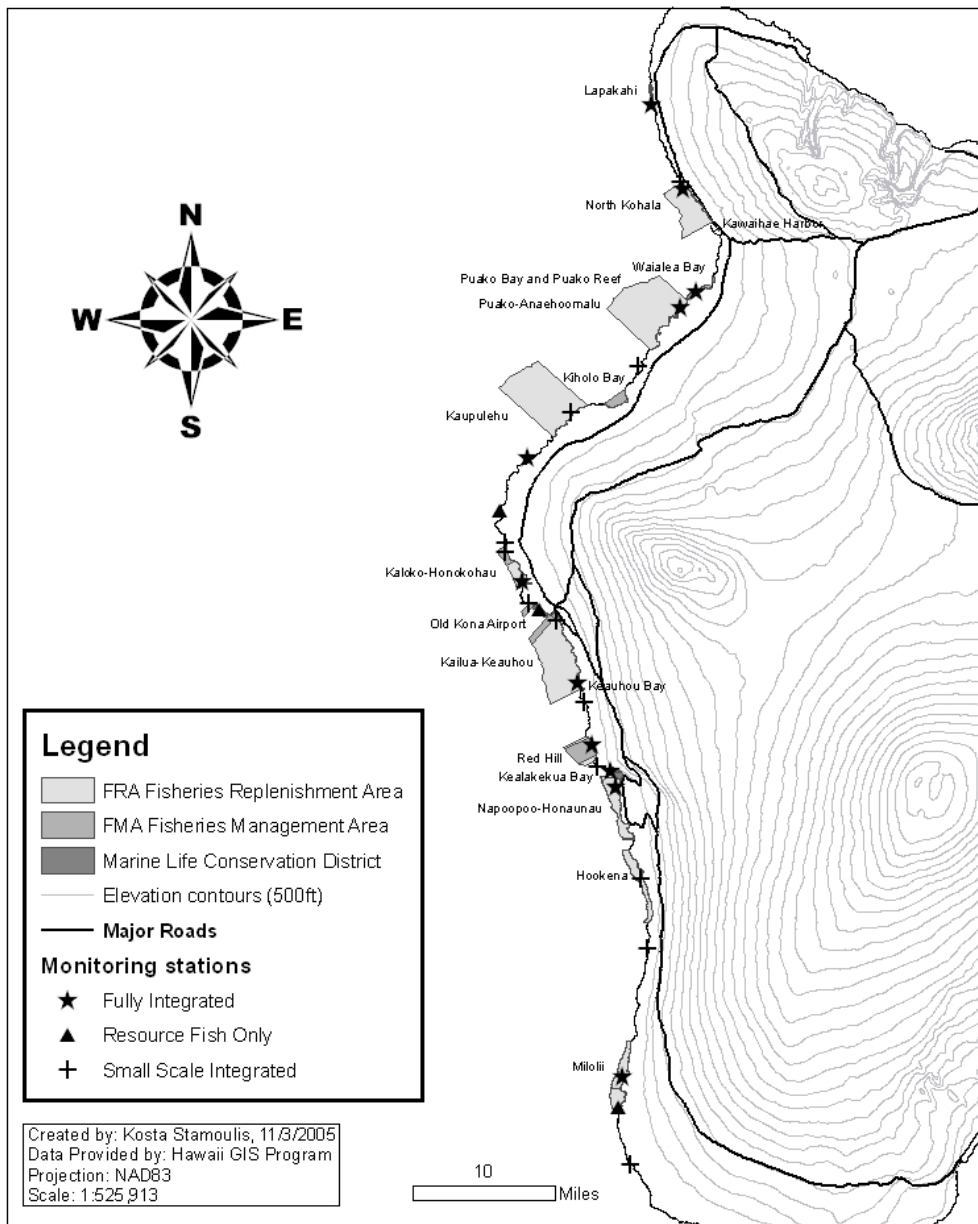 Lapakahi
North Kohala
Kawaihae Harbor
Waialea Bay
Puako Bay and Puako Reef
Puako-Anaehoomalu
Kiholo Bay
Kaupulehu
N
W
E
S
Kaloko-Honokohau
Old Kona Airport
Kailua-Keauhou
Keauhou Bay
Red Hill
Kealakekua Bay
Napoopoo-Honaunau
Hookena
Milolii
Legend
FRA Fisheries Replenishment Area
FMA Fisheries Management Area
Marine Life Conservation District
Elevation contours (500ft)
Major Roads
Monitoring stations
Fully Integrated
Resource Fish Only
Small Scale Integrated
Created by: Kosta Stamoulis, 11/3/2005
Data Provided by: Hawaii GIS Program
Projection: NAD83
Scale: 1:525,913
10
Miles